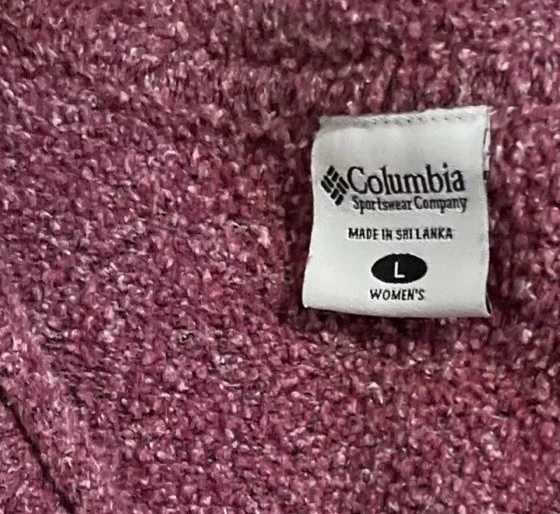 Columbia
Sportswear Company
MADE IN SRI LANKA
L
WOMEN'S